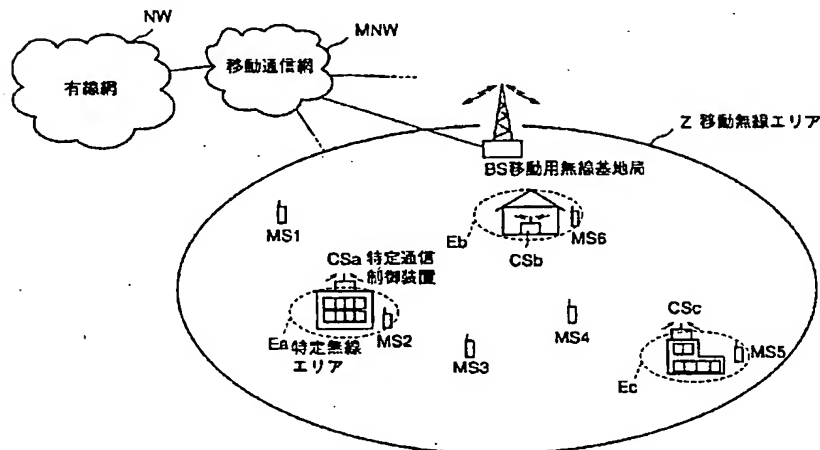 NW
MNW
有線網
移動通信網
Z 移動無線エリア
BS移動用無線基地局
MS1
Eb
CSb
MS6
CSa 特定通信
制御装置
CSc
Ea
特定無線
エリア
MS2
MS3
MS4
MS5
Ec